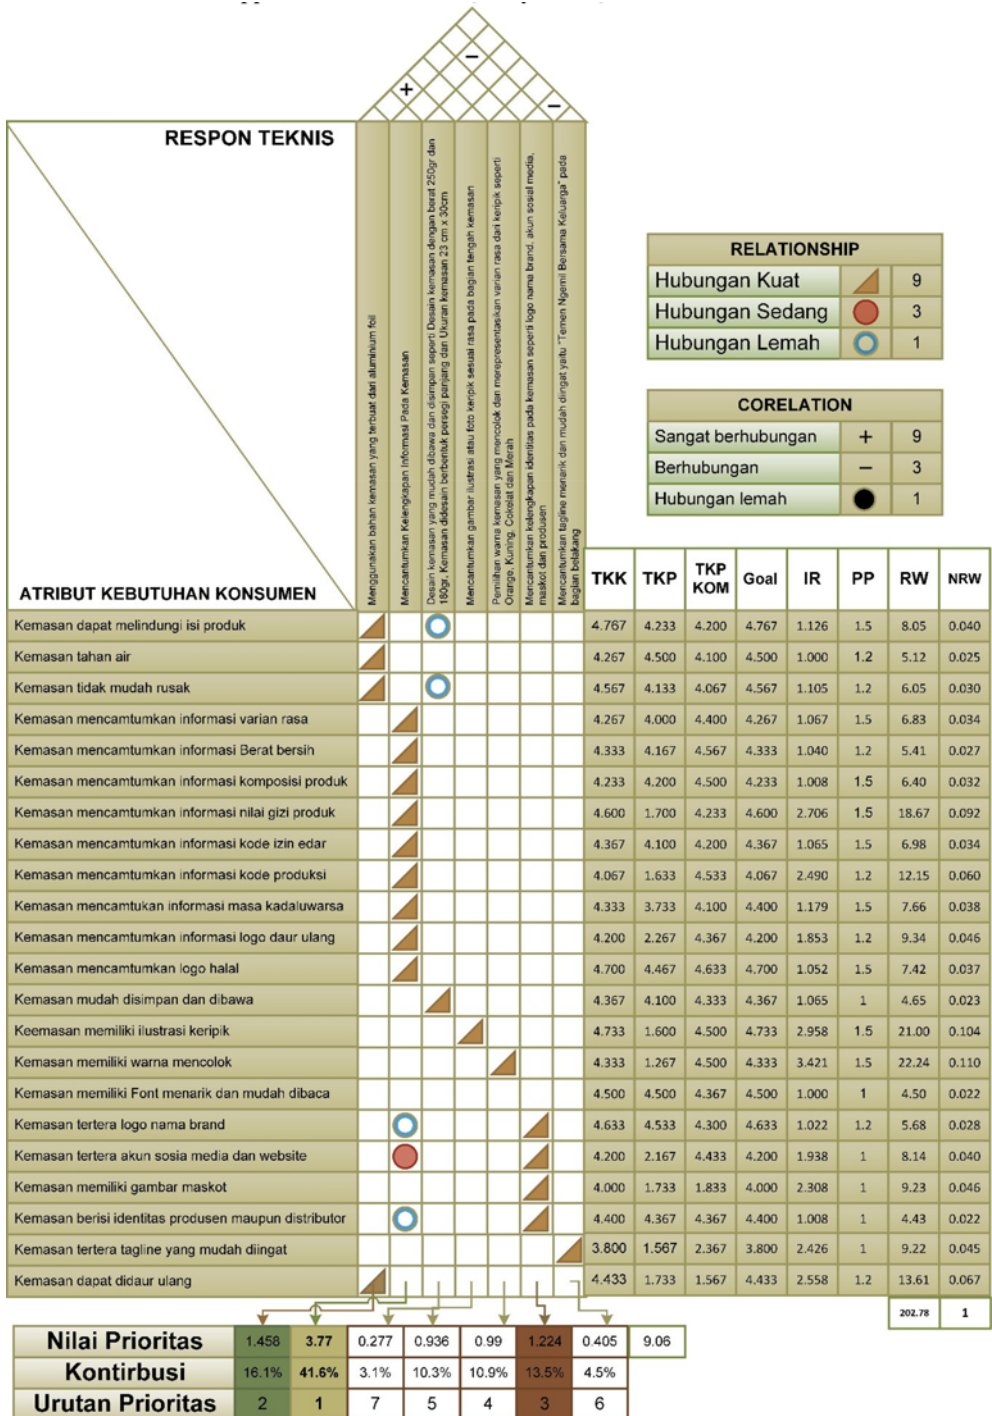 +
−
−
RESPON TEKNIS
ATRIBUT KEBUTUHAN KONSUMEN
Menggunakan bahan kemasan yang terbuat dari aluminium foil
Mencantumkan Kelengkapan Informasi Pada Kemasan
Desain kemasan yang mudah dibawa dan disimpan seperti Desain kemasan dengan berat 250gr dan
180gr, Kemasan didesain berbentuk persegi panjang dan Ukuran kemasan 23 cm x 30cm
Mencantumkan gambar ilustrasi atau foto keripik sesuai rasa pada bagian tengah kemasan
Pemilihan warna kemasan yang mencolok dan merepresentasikan varian rasa dari keripik seperti
Orange, Kuning, Cokelat dan Merah
Mencantumkan kelengkapan identitas pada kemasan seperti logo nama brand, akun sosial media,
maskot dan produsen
Mencantumkan tagline menarik dan mudah diingat yaitu "Temen Ngemil Bersama Keluarga" pada
bagian belakang
RELATIONSHIP
Hubungan Kuat 9
Hubungan Sedang 3
Hubungan Lemah 1
CORELATION
Sangat berhubungan + 9
Berhubungan − 3
Hubungan lemah 1
TKK TKP TKP KOM Goal IR PP RW NRW
Kemasan dapat melindungi isi produk 4.767 4.233 4.200 4.767 1.126 1.5 8.05 0.040
Kemasan tahan air 4.267 4.500 4.100 4.500 1.000 1.2 5.12 0.025
Kemasan tidak mudah rusak 4.567 4.133 4.067 4.567 1.105 1.2 6.05 0.030
Kemasan mencamtumkan informasi varian rasa 4.267 4.000 4.400 4.267 1.067 1.5 6.83 0.034
Kemasan mencamtumkan informasi Berat bersih 4.333 4.167 4.567 4.333 1.040 1.2 5.41 0.027
Kemasan mencamtumkan informasi komposisi produk 4.233 4.200 4.500 4.233 1.008 1.5 6.40 0.032
Kemasan mencamtumkan informasi nilai gizi produk 4.600 1.700 4.233 4.600 2.706 1.5 18.67 0.092
Kemasan mencamtumkan informasi kode izin edar 4.367 4.100 4.200 4.367 1.065 1.5 6.98 0.034
Kemasan mencamtumkan informasi kode produksi 4.067 1.633 4.533 4.067 2.490 1.2 12.15 0.060
Kemasan mencamtukan informasi masa kadaluwarsa 4.333 3.733 4.100 4.400 1.179 1.5 7.66 0.038
Kemasan mencamtumkan informasi logo daur ulang 4.200 2.267 4.367 4.200 1.853 1.2 9.34 0.046
Kemasan mencamtumkan logo halal 4.700 4.467 4.633 4.700 1.052 1.5 7.42 0.037
Kemasan mudah disimpan dan dibawa 4.367 4.100 4.333 4.367 1.065 1 4.65 0.023
Keemasan memiliki ilustrasi keripik 4.733 1.600 4.500 4.733 2.958 1.5 21.00 0.104
Kemasan memiliki warna mencolok 4.333 1.267 4.500 4.333 3.421 1.5 22.24 0.110
Kemasan memiliki Font menarik dan mudah dibaca 4.500 4.500 4.367 4.500 1.000 1 4.50 0.022
Kemasan tertera logo nama brand 4.633 4.533 4.300 4.633 1.022 1.2 5.68 0.028
Kemasan tertera akun sosia media dan website 4.200 2.167 4.433 4.200 1.938 1 8.14 0.040
Kemasan memiliki gambar maskot 4.000 1.733 1.833 4.000 2.308 1 9.23 0.046
Kemasan berisi identitas produsen maupun distributor 4.400 4.367 4.367 4.400 1.008 1 4.43 0.022
Kemasan tertera tagline yang mudah diingat 3.800 1.567 2.367 3.800 2.426 1 9.22 0.045
Kemasan dapat didaur ulang 4.433 1.733 1.567 4.433 2.558 1.2 13.61 0.067
202.78 1
Nilai Prioritas 1.458 3.77 0.277 0.936 0.99 1.224 0.405 9.06
Kontirbusi 16.1% 41.6% 3.1% 10.3% 10.9% 13.5% 4.5%
Urutan Prioritas 2 1 7 5 4 3 6